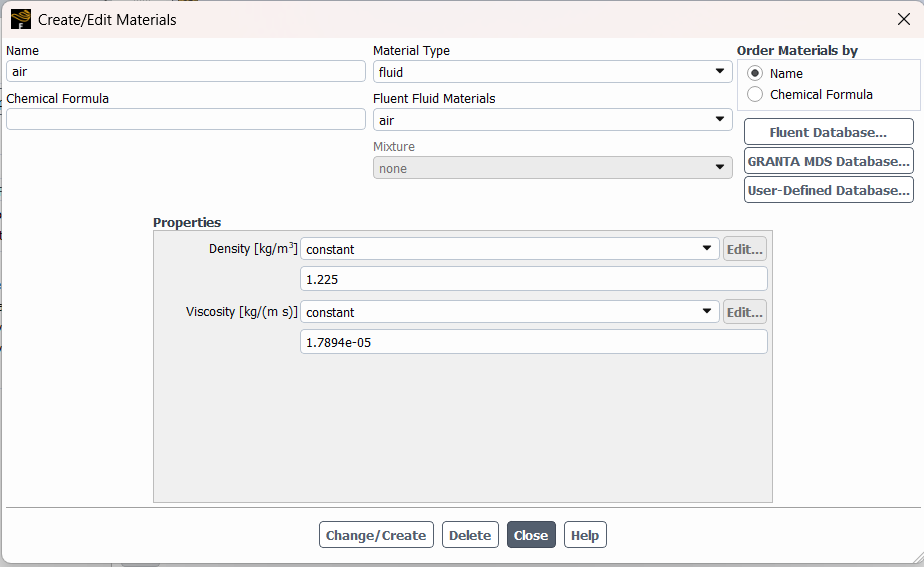 Create/Edit Materials
Name
air
Chemical Formula
Material Type
fluid
Fluent Fluid Materials
air
Mixture
none
Order Materials by
Name
Chemical Formula
Fluent Database...
GRANTA MDS Database...
User-Defined Database...
Properties
Density [kg/m³] constant Edit...
1.225
Viscosity [kg/(m s)] constant Edit...
1.7894e-05
Change/Create Delete Close Help